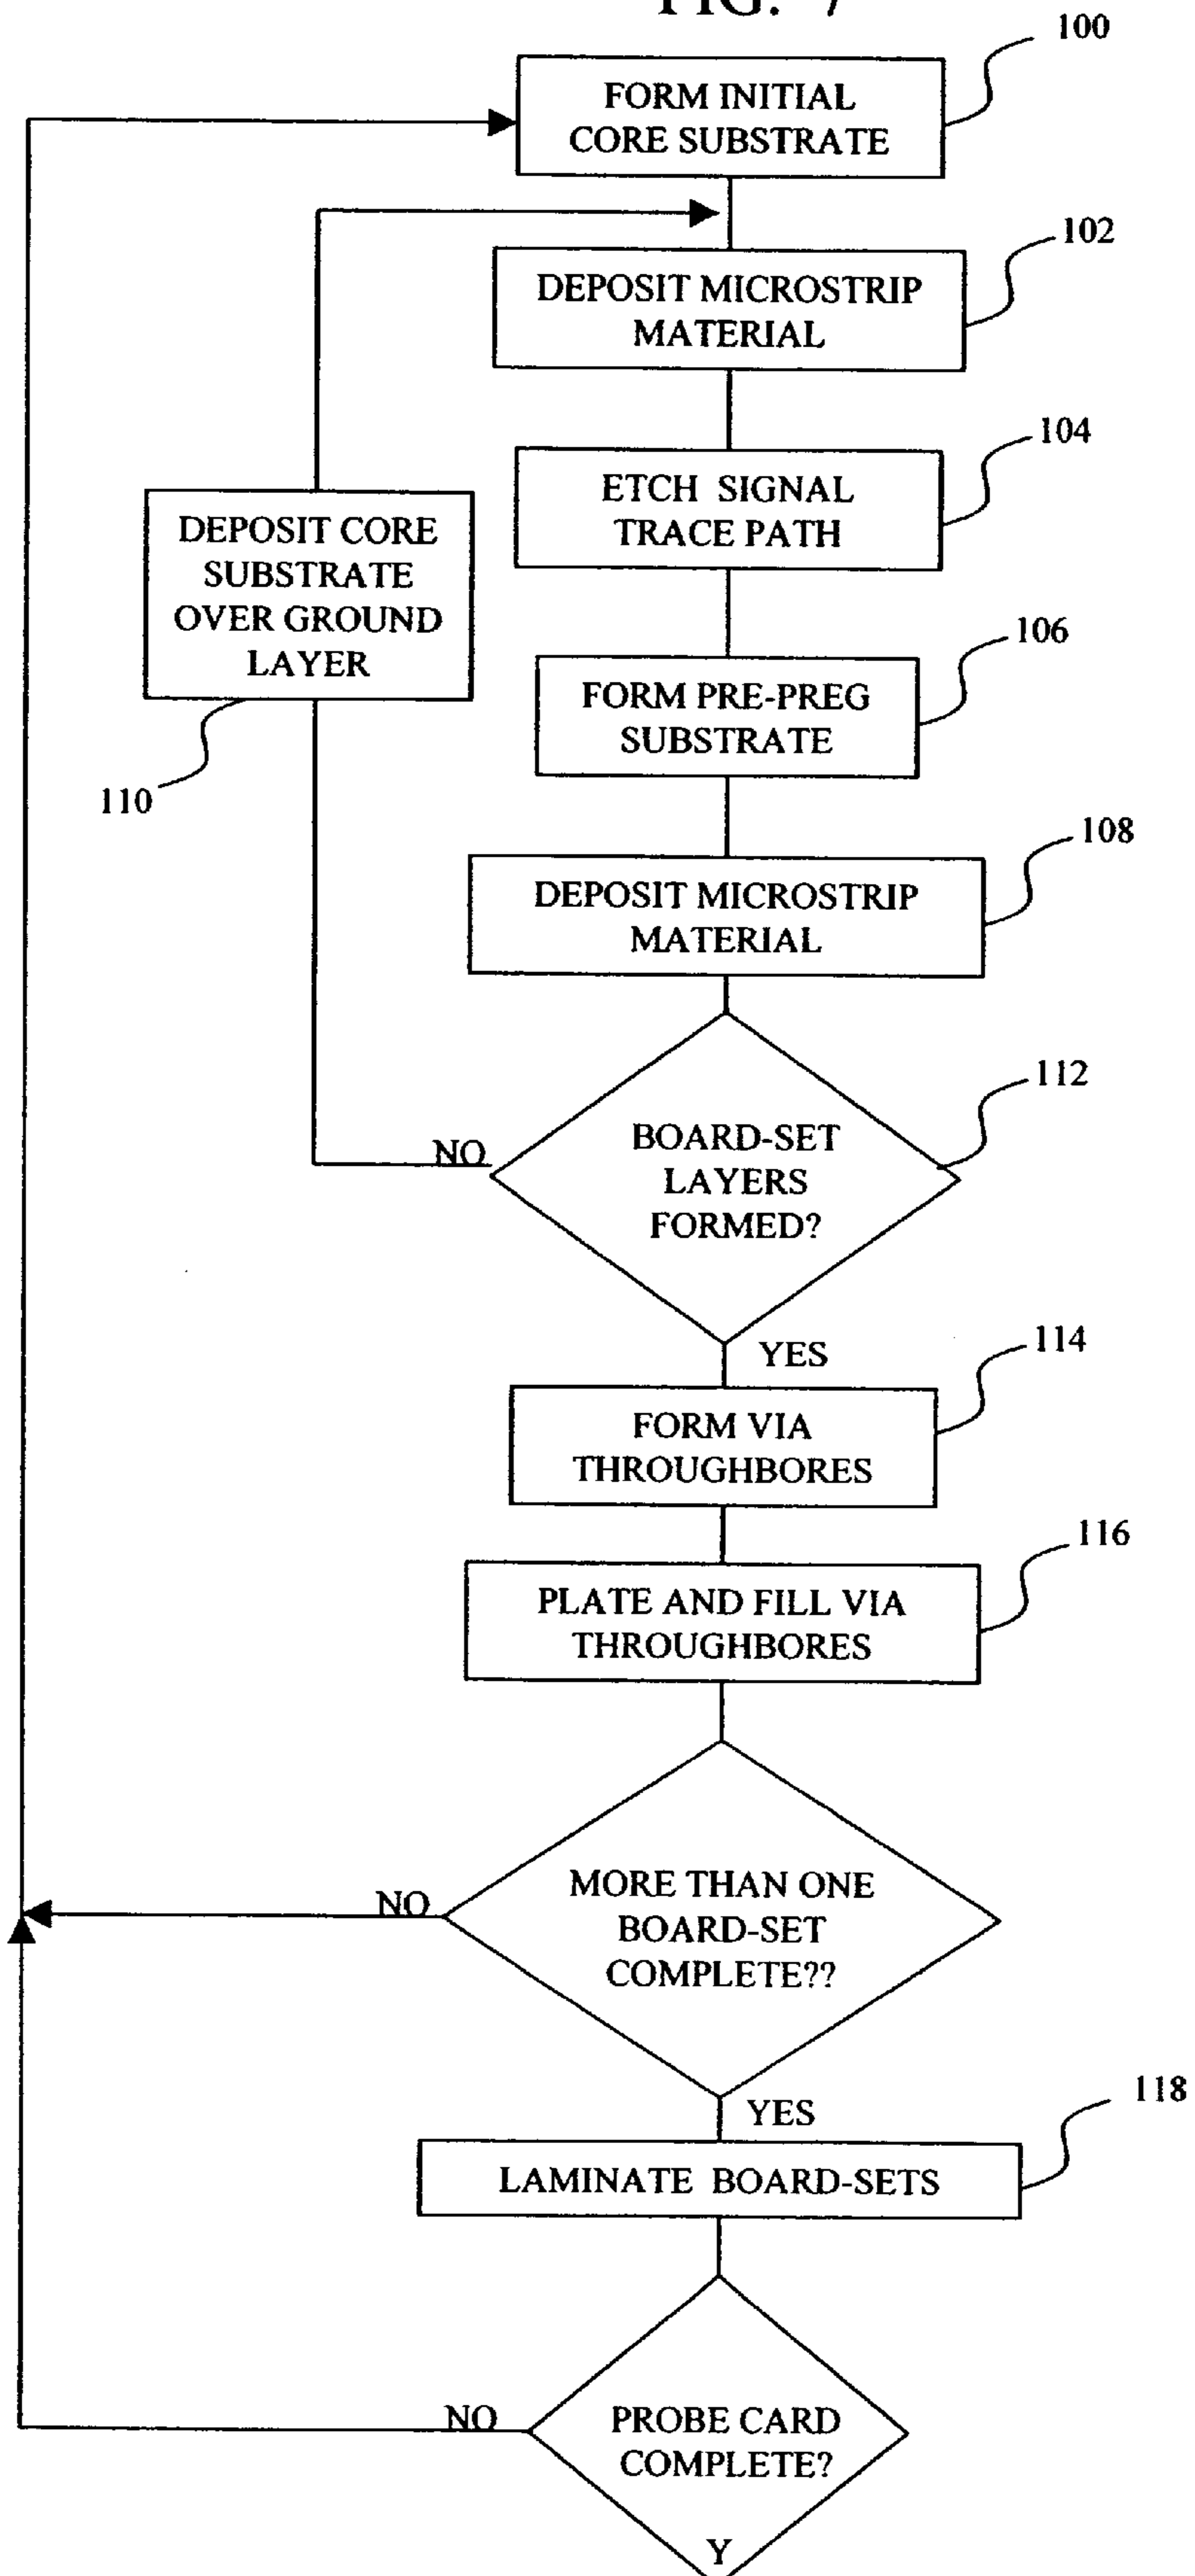 FIG. 7
100
FORM INITIAL
CORE SUBSTRATE
102
DEPOSIT MICROSTRIP
MATERIAL
104
ETCH SIGNAL
TRACE PATH
DEPOSIT CORE
SUBSTRATE
OVER GROUND
LAYER
110
106
FORM PRE-PREG
SUBSTRATE
108
DEPOSIT MICROSTRIP
MATERIAL
112
NO
BOARD-SET
LAYERS
FORMED?
YES
114
FORM VIA
THROUGHBORES
116
PLATE AND FILL VIA
THROUGHBORES
NO
MORE THAN ONE
BOARD-SET
COMPLETE??
YES
118
LAMINATE BOARD-SETS
NO
PROBE CARD
COMPLETE?
Y